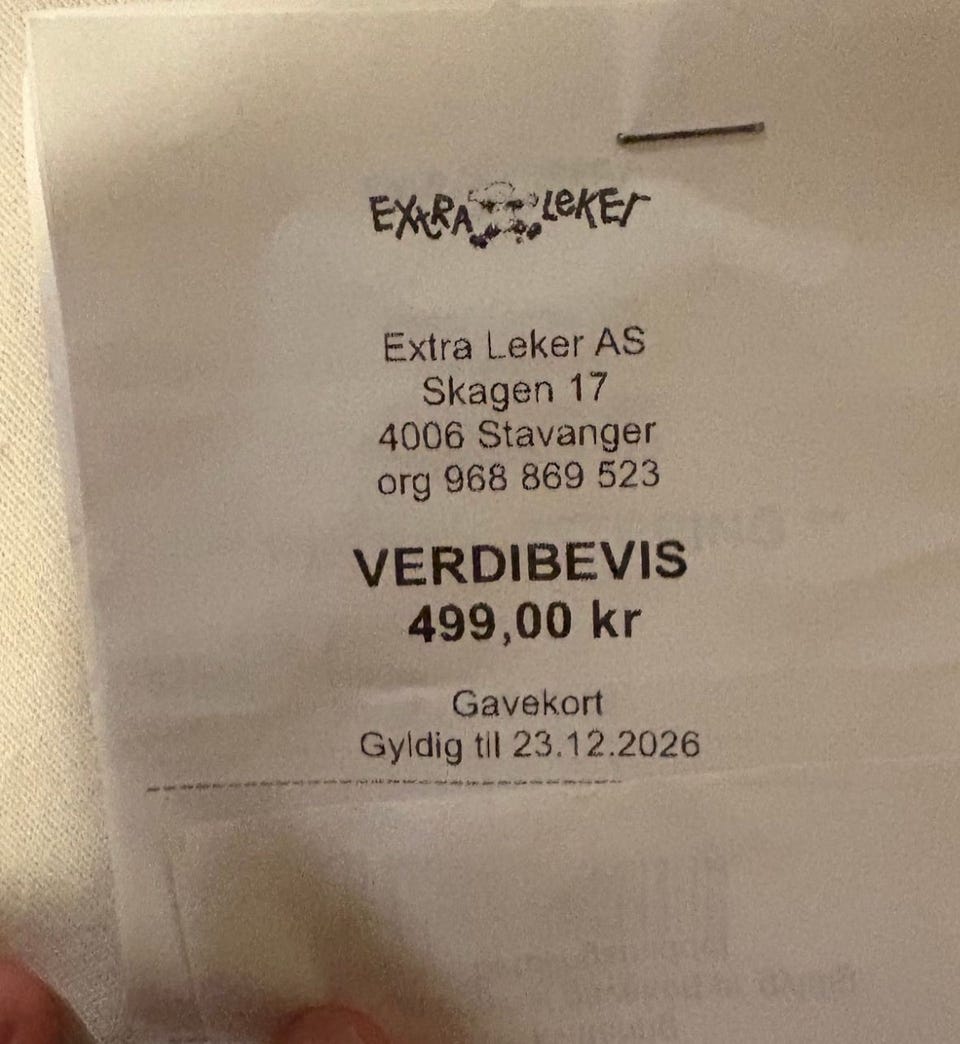 EXTRA LEKER
Extra Leker AS
Skagen 17
4006 Stavanger
org 968 869 523
VERDIBEVIS
499,00 kr
Gavekort
Gyldig til 23.12.2026